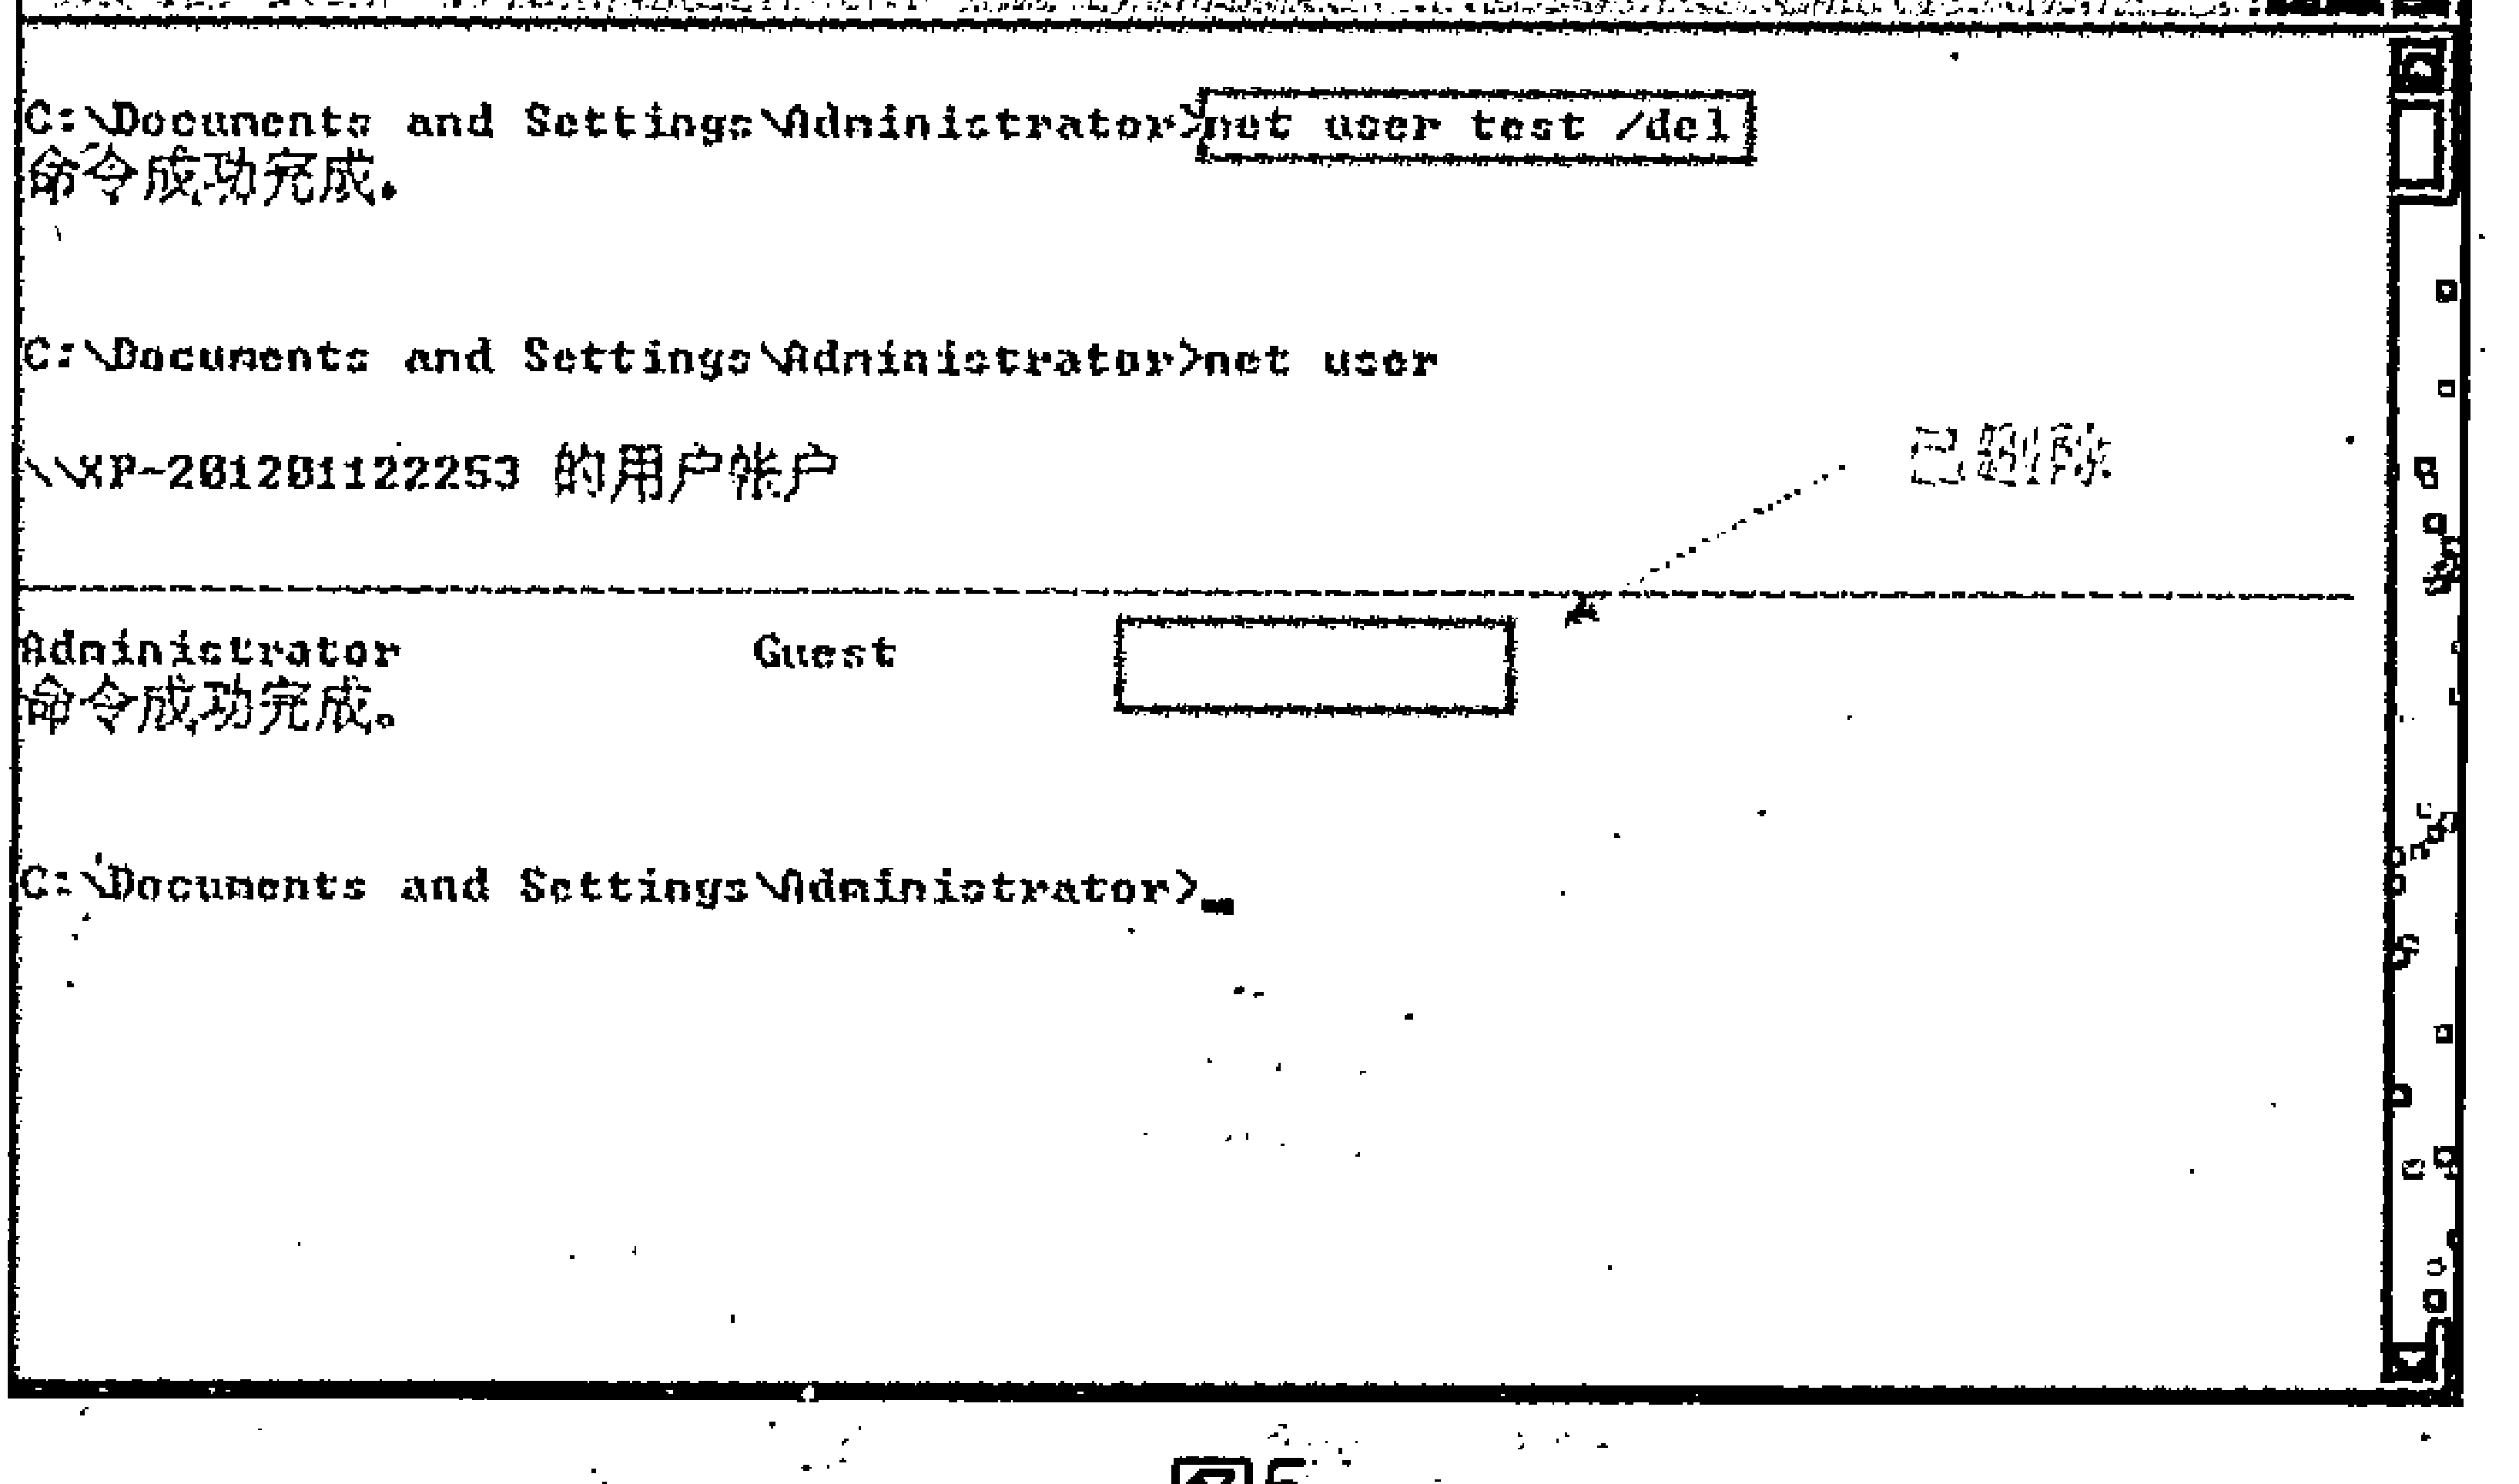 C:\Documents and Settings\Administrator>net user test /del
命令成功完成。
C:\Documents and Settings\Administrator>net user
\\XP-201201122253 的用户帐户
已删除
Administrator Guest
命令成功完成。
C:\Documents and Settings\Administrator>_